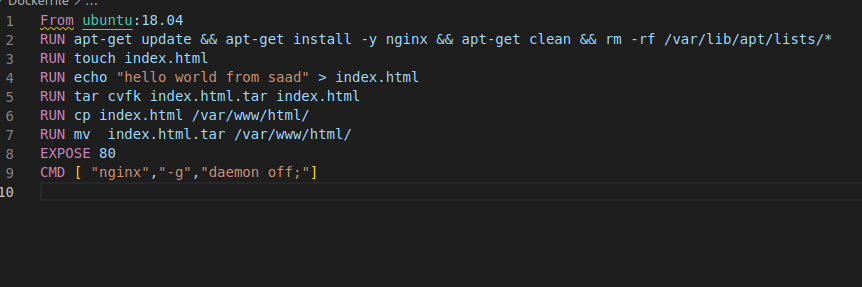 Dockerfile > ...
1 From ubuntu:18.04
2 RUN apt-get update && apt-get install -y nginx && apt-get clean && rm -rf /var/lib/apt/lists/*
3 RUN touch index.html
4 RUN echo "hello world from saad" > index.html
5 RUN tar cvfk index.html.tar index.html
6 RUN cp index.html /var/www/html/
7 RUN mv  index.html.tar /var/www/html/
8 EXPOSE 80
9 CMD [ "nginx","-g","daemon off;"]
10